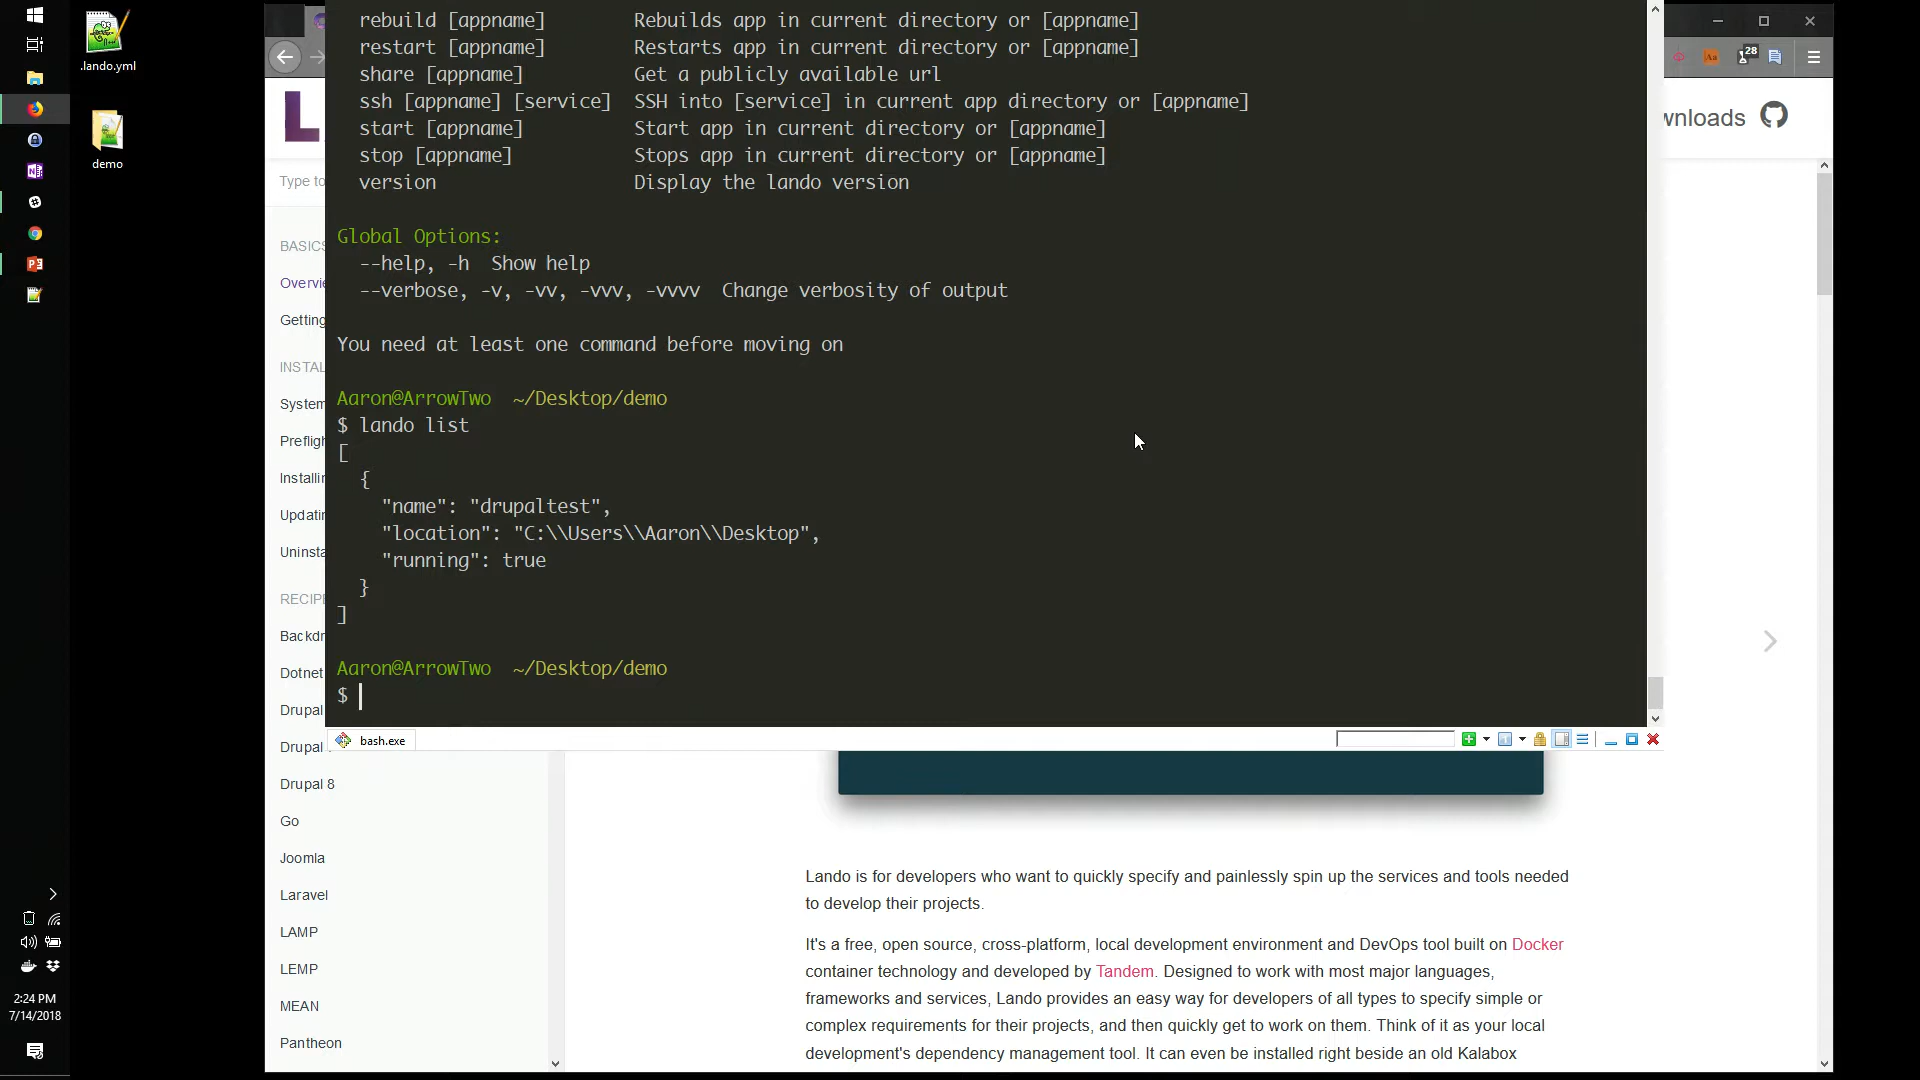 .lando.yml
demo
rebuild [appname] Rebuilds app in current directory or [appname]
restart [appname] Restarts app in current directory or [appname]
share [appname] Get a publicly available url
ssh [appname] [service] SSH into [service] in current app directory or [appname]
start [appname] Start app in current directory or [appname]
stop [appname] Stops app in current directory or [appname]
version Display the lando version
Global Options:
--help, -h Show help
--verbose, -v, -vv, -vvv, -vvvv Change verbosity of output
You need at least one command before moving on
Aaron@ArrowTwo ~/Desktop/demo
$ lando list
[
{
"name": "drupaltest",
"location": "C:\\Users\\Aaron\\Desktop",
"running": true
}
]
Aaron@ArrowTwo ~/Desktop/demo
$
bash.exe
28
Aa
wnloads
L
Type to
BASICS
Overvie
Getting
INSTAL
System
Prefligh
Installin
Updatin
Uninsta
RECIPE
Backdr
Dotnet
Drupal
Drupal
Drupal 8
Go
Joomla
Laravel
LAMP
LEMP
MEAN
Pantheon
Lando is for developers who want to quickly specify and painlessly spin up the services and tools needed
to develop their projects.
It's a free, open source, cross-platform, local development environment and DevOps tool built on Docker
container technology and developed by Tandem. Designed to work with most major languages,
frameworks and services, Lando provides an easy way for developers of all types to specify simple or
complex requirements for their projects, and then quickly get to work on them. Think of it as your local
development's dependency management tool. It can even be installed right beside an old Kalabox
2:24 PM
7/14/2018